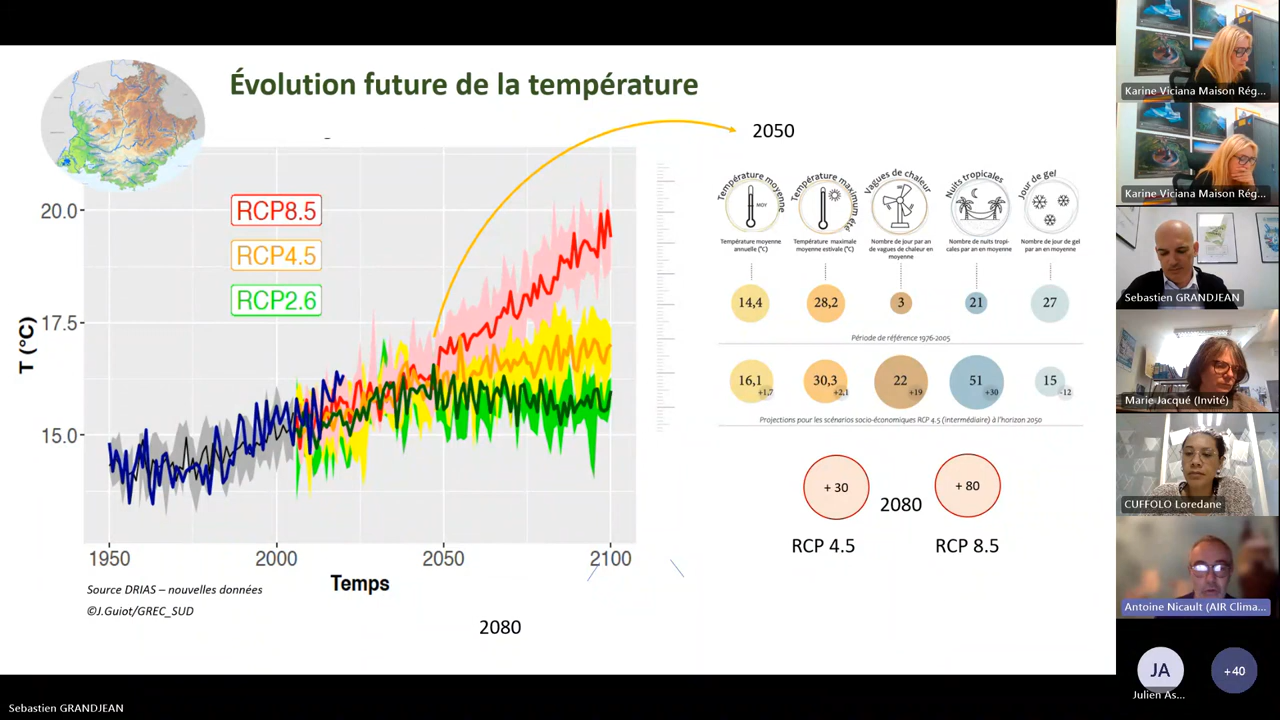 Évolution future de la température
RCP8.5
RCP4.5
RCP2.6
20.0
17.5
15.0
T (°C)
1950
2000
2050
2100
Temps
Source DRIAS – nouvelles données
©J.Guiot/GREC_SUD
2080
2050
Température moyenne
MOY
Température maximum été
Vagues de chaleur
Nuits tropicales
Jour de gel
Température moyenne
annuelle (°C)
Température maximale
moyenne estivale (°C)
Nombre de jour par an
de vagues de chaleur en
moyenne
Nombre de nuits tropi-
cales par an en moyenne
Nombre de jour de gel
par an en moyenne
14,4
28,2
3
21
27
Période de référence 1976-2005
16,1
+1,7
30,3
+2,1
22
+19
51
+30
15
-12
Projections pour les scénarios socio-économiques RCP 4.5 (intermédiaire) à l'horizon 2050
+ 30
2080
+ 80
RCP 4.5
RCP 8.5
Karine Viciana Maison Rég...
Karine Viciana Maison Rég...
Sebastien GRANDJEAN
Marie Jacqué (Invité)
CUFFOLO Loredane
Antoine Nicault (AIR Clima...
JA
Julien As...
+40
Sebastien GRANDJEAN